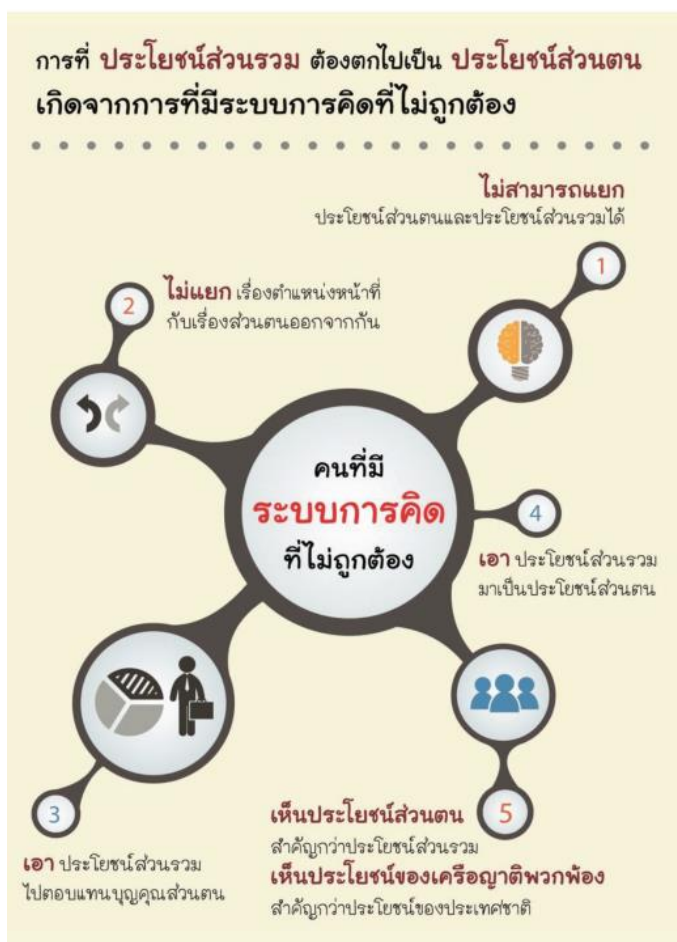 การที่ ประโยชน์ส่วนรวม ต้องตกไปเป็น ประโยชน์ส่วนตน
เกิดจากการที่มีระบบการคิดที่ไม่ถูกต้อง
ไม่สามารถแยก
ประโยชน์ส่วนตนและประโยชน์ส่วนรวมได้
1
2
ไม่แยก เรื่องตำแหน่งหน้าที่
กับเรื่องส่วนตนออกจากกัน
คนที่มี
ระบบการคิด
ที่ไม่ถูกต้อง
4
เอา ประโยชน์ส่วนรวม
มาเป็นประโยชน์ส่วนตน
3
เอา ประโยชน์ส่วนรวม
ไปตอบแทนบุญคุณส่วนตน
5
เห็นประโยชน์ส่วนตน
สำคัญกว่าประโยชน์ส่วนรวม
เห็นประโยชน์ของเครือญาติพวกพ้อง
สำคัญกว่าประโยชน์ของประเทศชาติ